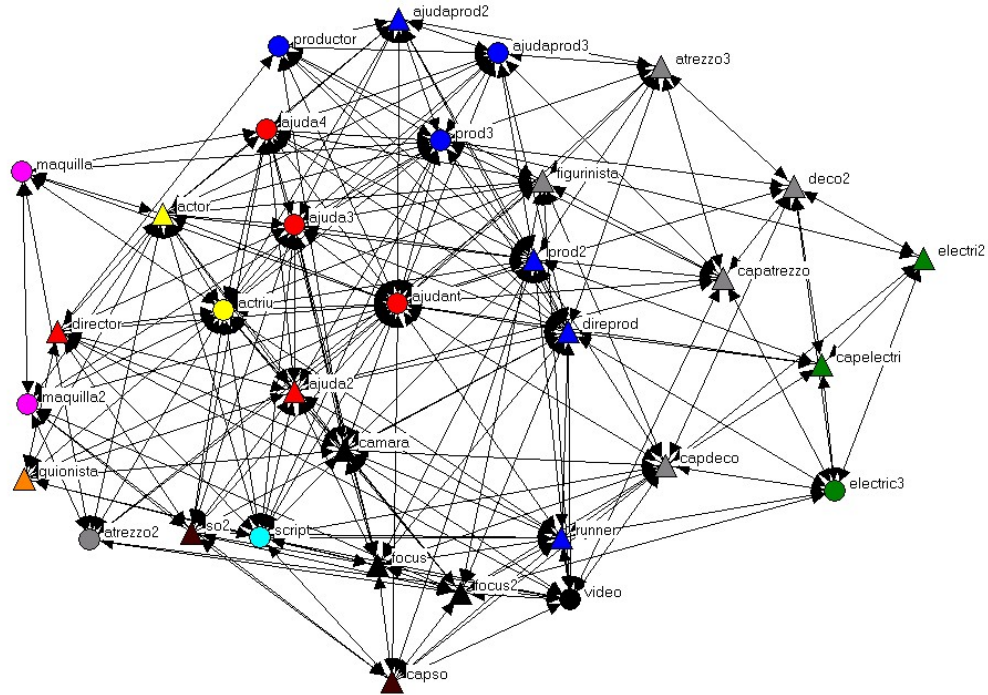 ajudaprod2
productor
ajudaprod3
atrezzo3
ajuda4
prod3
maquilla
figurinista
deco2
actor
ajuda3
prod2
electri2
capatrezzo
actriu
ajudant
director
direprod
capelectri
ajuda2
maquilla2
camara
guionista
capdeco
electric3
atrezzo2
so2
script
runner
focus
focus2
video
capso